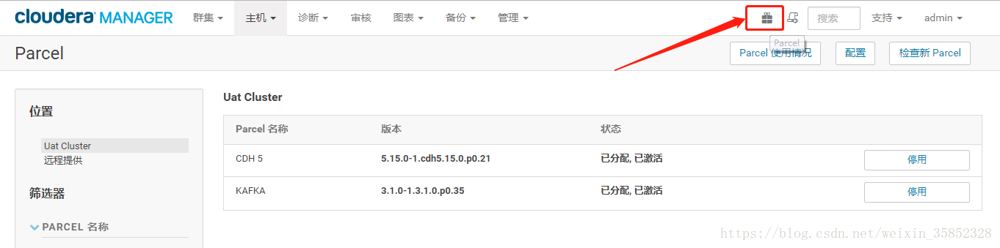 cloudera MANAGER 群集 主机 诊断 审核 图表 备份 管理 搜索 支持 admin
Parcel
Parcel Parcel 使用情况 配置 检查新 Parcel
位置
Uat Cluster
远程提供
筛选器
PARCEL 名称
Uat Cluster
Parcel 名称 版本 状态
CDH 5 5.15.0-1.cdh5.15.0.p0.21 已分配, 已激活 停用
KAFKA 3.1.0-1.3.1.0.p0.35 已分配, 已激活 停用
https://blog.csdn.net/weixin_35852328